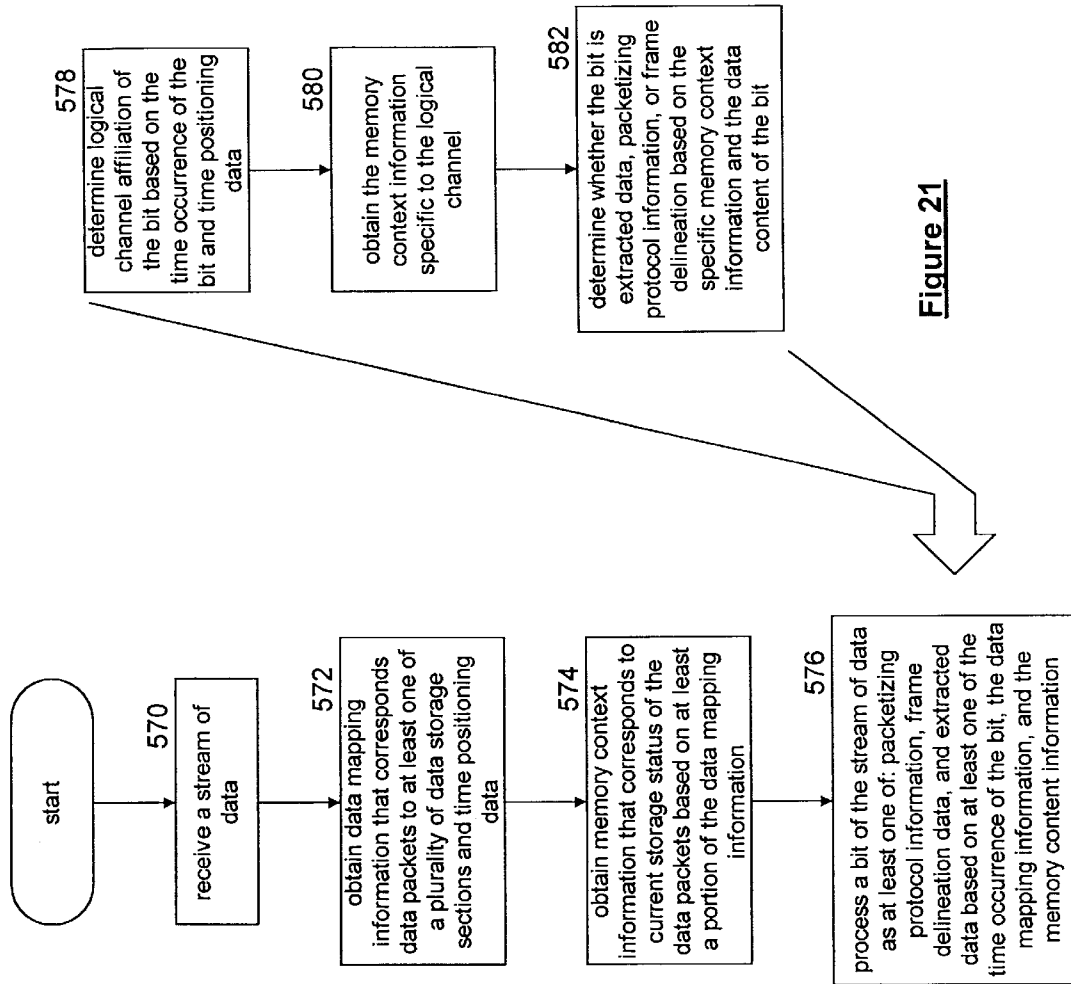 start
570
receive a stream of
data
572
obtain data mapping
information that corresponds
data packets to at least one of
a plurality of data storage
sections and time positioning
data
574
obtain memory context
information that corresponds to
current storage status of the
data packets based on at least
a portion of the data mapping
information
576
process a bit of the stream of data
as at least one of: packetizing
protocol information, frame
delineation data, and extracted
data based on at least one of the
time occurrence of the bit, the data
mapping information, and the
memory content information
578
determine logical
channel affiliation of
the bit based on the
time occurrence of the
bit and time positioning
data
580
obtain the memory
context information
specific to the logical
channel
582
determine whether the bit is
extracted data, packetizing
protocol information, or frame
delineation based on the
specific memory context
information and the data
content of the bit
Figure 21